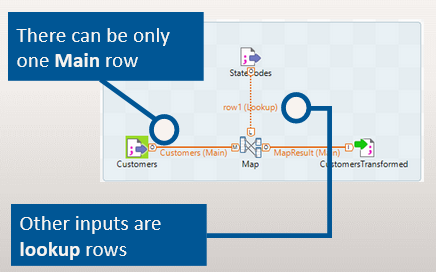 There can be only
one Main row
StateCodes
row1 (Lookup)
Customers (Main)
MapResult (Main)
Customers
Map
CustomersTransformed
Other inputs are
lookup rows